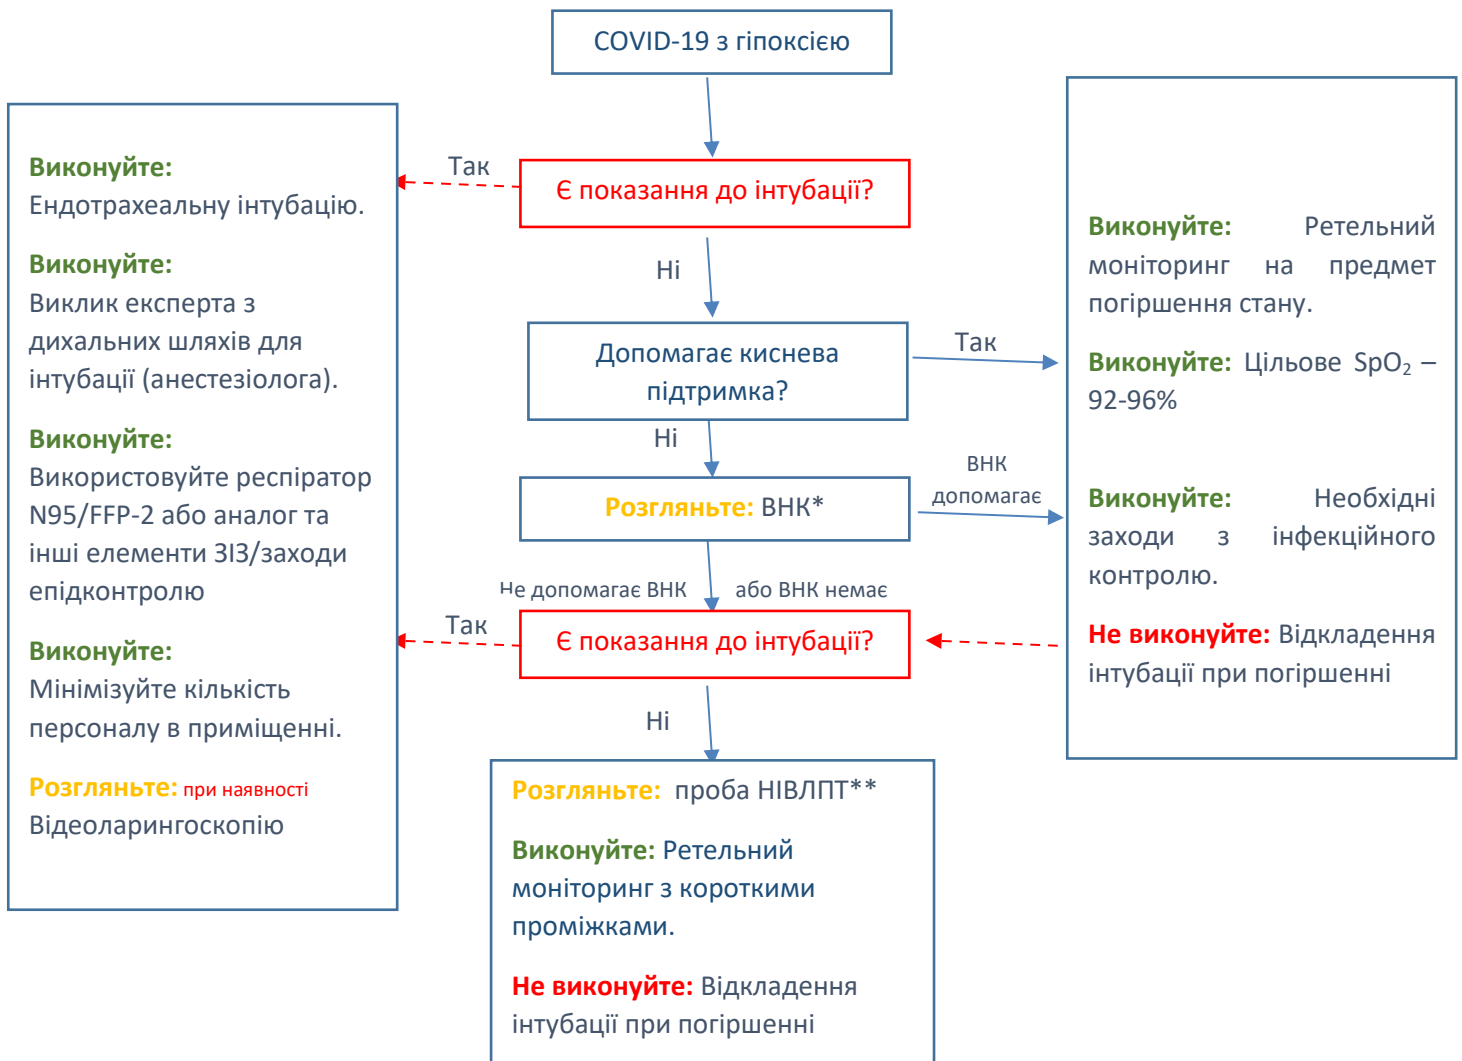 COVID-19 з гіпоксією
Є показання до інтубації?
Так
Ні
Виконуйте:
Ендотрахеальну інтубацію.
Виконуйте:
Виклик експерта з
дихальних шляхів для
інтубації (анестезіолога).
Виконуйте:
Використовуйте респіратор
N95/FFP-2 або аналог та
інші елементи ЗІЗ/заходи
епідконтролю
Виконуйте:
Мінімізуйте кількість
персоналу в приміщенні.
Розгляньте: при наявності
Відеоларингоскопію
Допомагає киснева
підтримка?
Так
Ні
Розгляньте: ВНК*
ВНК
допомагає
Не допомагає ВНК
або ВНК немає
Є показання до інтубації?
Так
Ні
Виконуйте: Ретельний
моніторинг на предмет
погіршення стану.
Виконуйте: Цільове SpO₂ –
92-96%
Виконуйте: Необхідні
заходи з інфекційного
контролю.
Не виконуйте: Відкладення
інтубації при погіршенні
Розгляньте: проба НІВЛПТ**
Виконуйте: Ретельний
моніторинг з короткими
проміжками.
Не виконуйте: Відкладення
інтубації при погіршенні